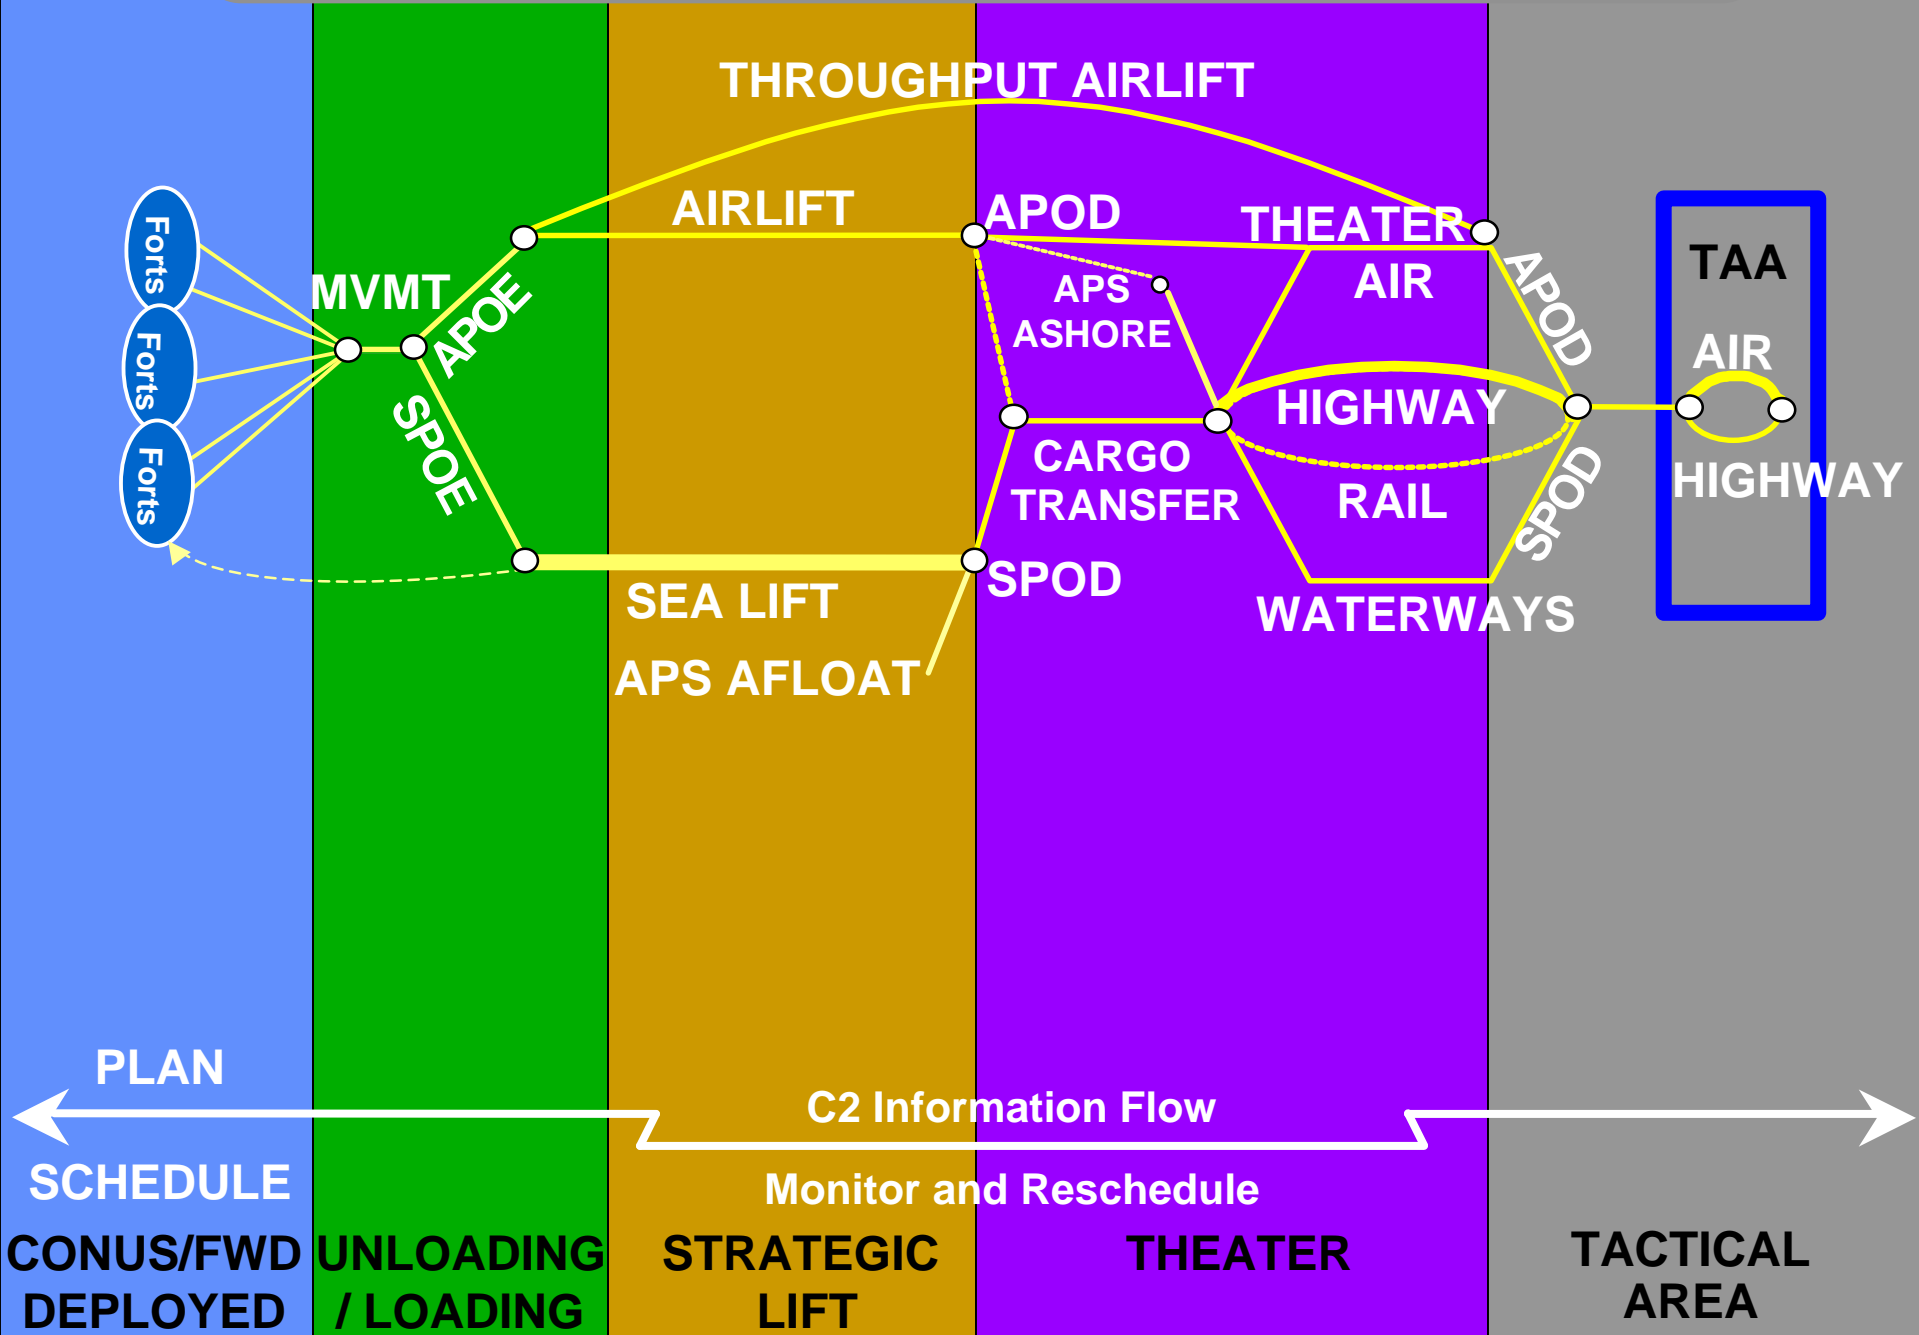 THROUGHPUT AIRLIFT
AIRLIFT
APOD
THEATER
AIR
APOD
TAA
Forts
Forts
Forts
MVMT
APOE
SPOE
APS
ASHORE
HIGHWAY
RAIL
CARGO
TRANSFER
SPOD
AIR
HIGHWAY
SEA LIFT
SPOD
WATERWAYS
APS AFLOAT
PLAN
C2 Information Flow
SCHEDULE
Monitor and Reschedule
CONUS/FWD
DEPLOYED
UNLOADING
/ LOADING
STRATEGIC
LIFT
THEATER
TACTICAL
AREA